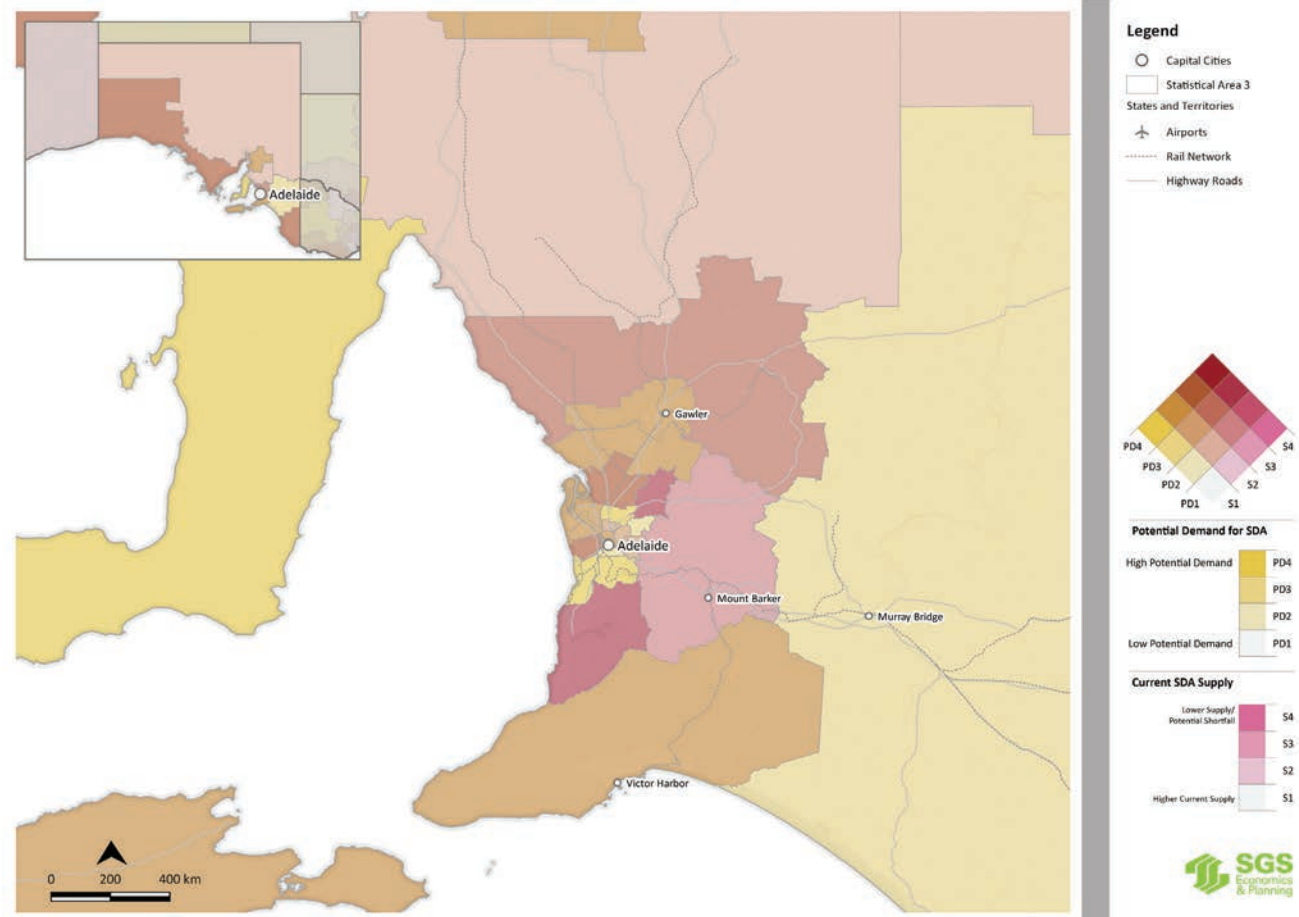 Adelaide
Gawler
Adelaide
Mount Barker
Murray Bridge
Victor Harbor
0 200 400 km
Legend
Capital Cities
Statistical Area 3
States and Territories
Airports
Rail Network
Highway Roads
PD4
PD3
PD2
PD1
S1
S2
S3
S4
Potential Demand for SDA
High Potential Demand
PD4
PD3
PD2
Low Potential Demand
PD1
Current SDA Supply
Lower Supply/
Potential Shortfall
S4
S3
S2
Higher Current Supply
S1
SGS
Economics
& Planning